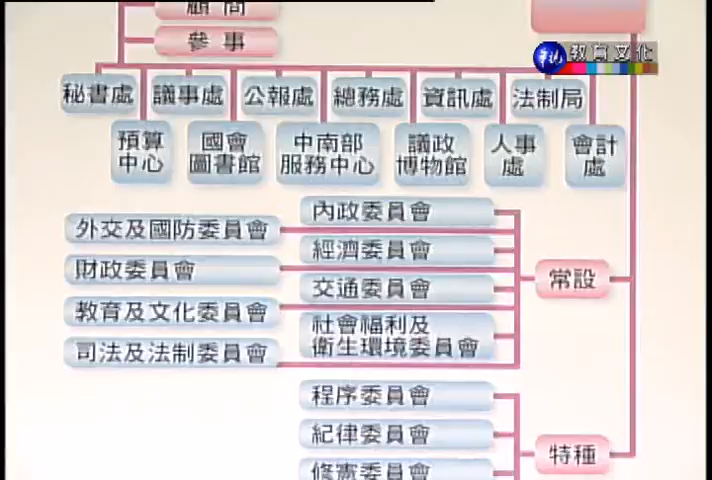 顧問
參事
華視
教育文化
秘書處
議事處
公報處
總務處
資訊處
法制局
預算
中心
國會
圖書館
中南部
服務中心
議政
博物館
人事
處
會計
處
外交及國防委員會
財政委員會
教育及文化委員會
司法及法制委員會
內政委員會
經濟委員會
交通委員會
社會福利及
衛生環境委員會
常設
程序委員會
紀律委員會
修憲委員會
特種